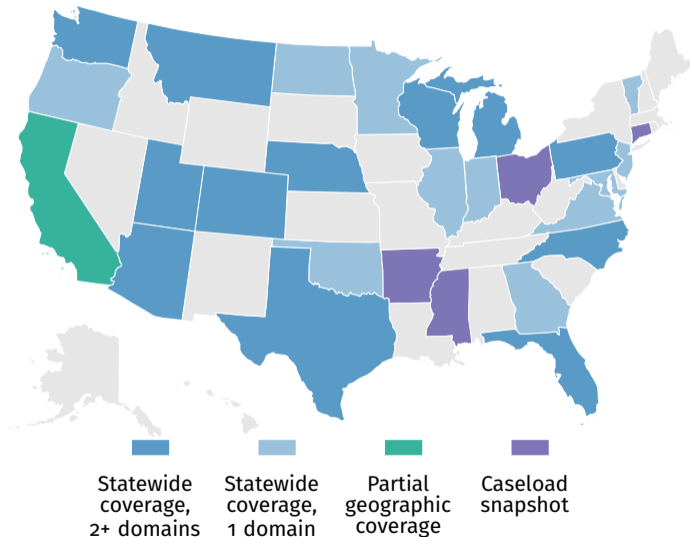 Statewide
coverage,
2+ domains
Statewide
coverage,
1 domain
Partial
geographic
coverage
Caseload
snapshot